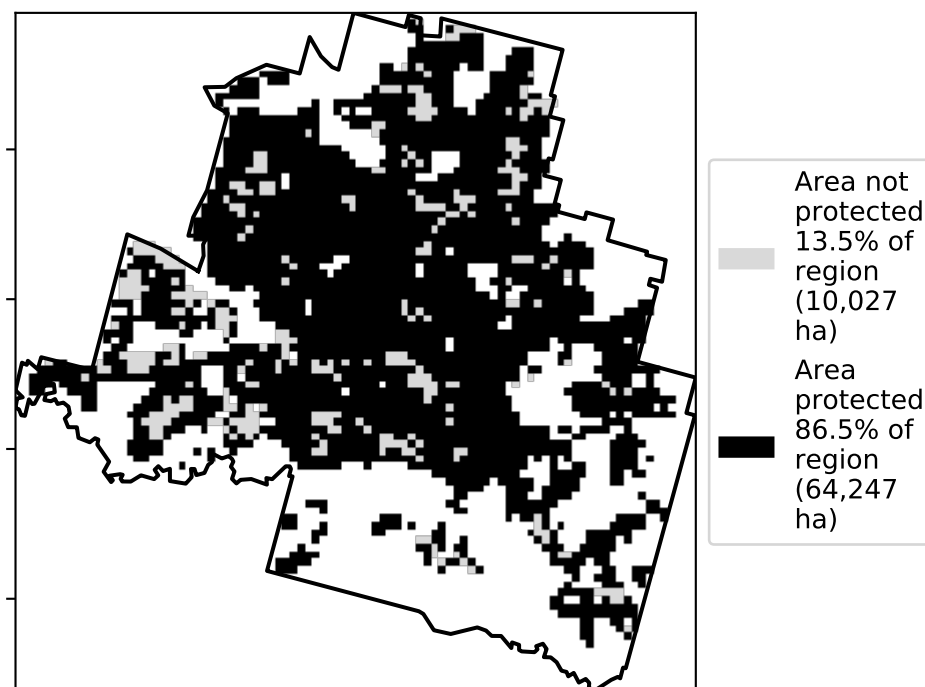 Area not
protected
13.5% of
region
(10,027
ha)
Area
protected
86.5% of
region
(64,247
ha)